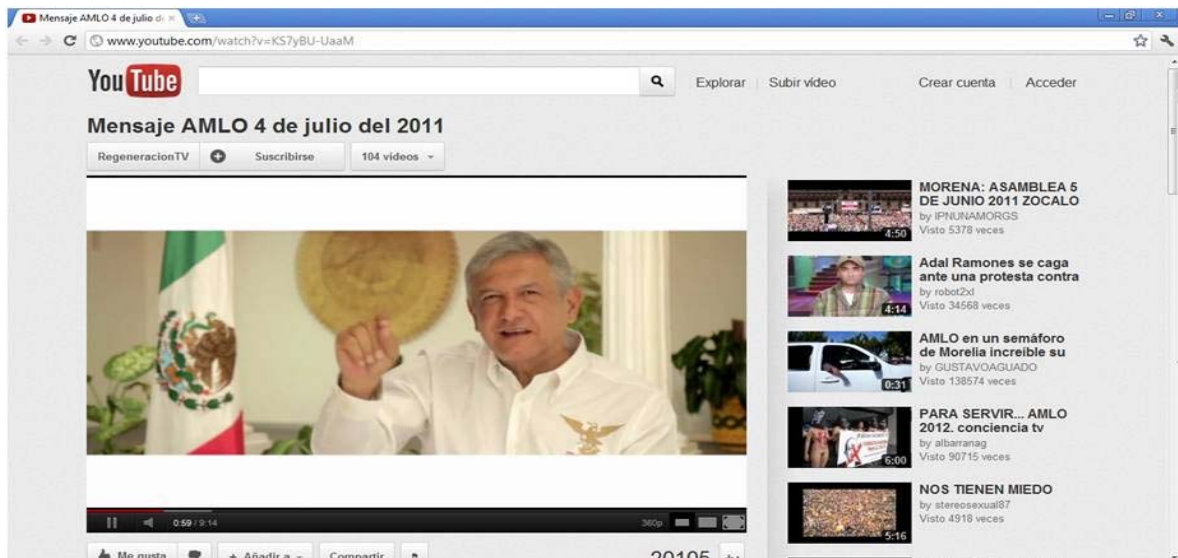 Mensaje AMLO 4 de julio de
www.youtube.com/watch?v=KS7yBU-UaaM
YouTube
Explorar Subir vídeo Crear cuenta Acceder
Mensaje AMLO 4 de julio del 2011
RegeneracionTV Suscribirse 104 vídeos
0:59 / 9:14 360p
Me gusta Añadir a Compartir 20105
MORENA: ASAMBLEA 5
DE JUNIO 2011 ZOCALO
by IPNUNAMORGS
Visto 5378 veces
4:50
Adal Ramones se caga
ante una protesta contra
by robot2xl
Visto 34568 veces
4:14
AMLO en un semáforo
de Morelia increíble su
by GUSTAVOAGUADO
Visto 138574 veces
0:31
PARA SERVIR... AMLO
2012. conciencia tv
by albarranag
Visto 90715 veces
6:00
NOS TIENEN MIEDO
by stereosexual87
Visto 4918 veces
5:16